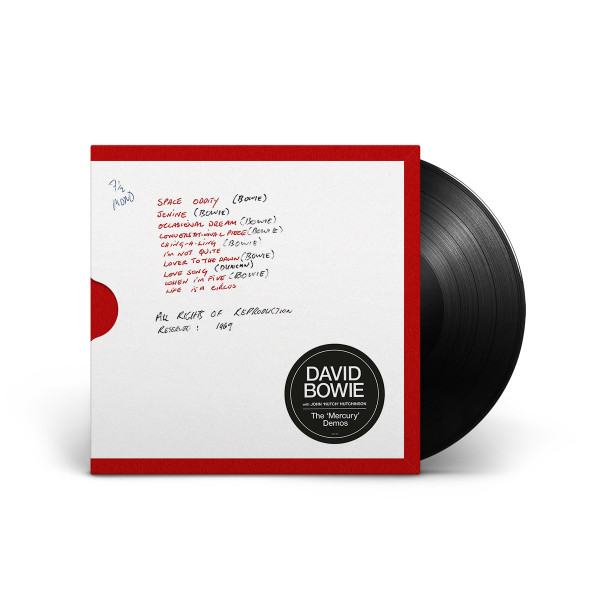 7½
MONO
SPACE ODDITY (BOWIE)
JANINE (BOWIE)
OCCASIONAL DREAM (BOWIE)
CONVERSATIONAL PIECE (BOWIE)
CHING-A-LING (BOWIE)
I'M NOT QUITE
LOVER TO THE DAWN (BOWIE)
LOVE SONG (DUNCAN)
WHEN I'M FIVE (BOWIE)
LIFE IS A CIRCUS
ALL RIGHTS OF REPRODUCTION
RESERVED: 1969
DAVID
BOWIE
with JOHN 'HUTCH' HUTCHINSON
The 'Mercury'
Demos